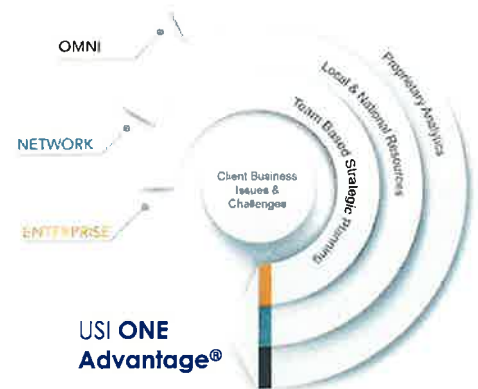 OMNI
NETWORK
ENTERPRISE
Client Business
Issues &
Challenges
Team Based Strategic Planning
Local & National Resources
Proprietary Analytics
USI ONE
Advantage®